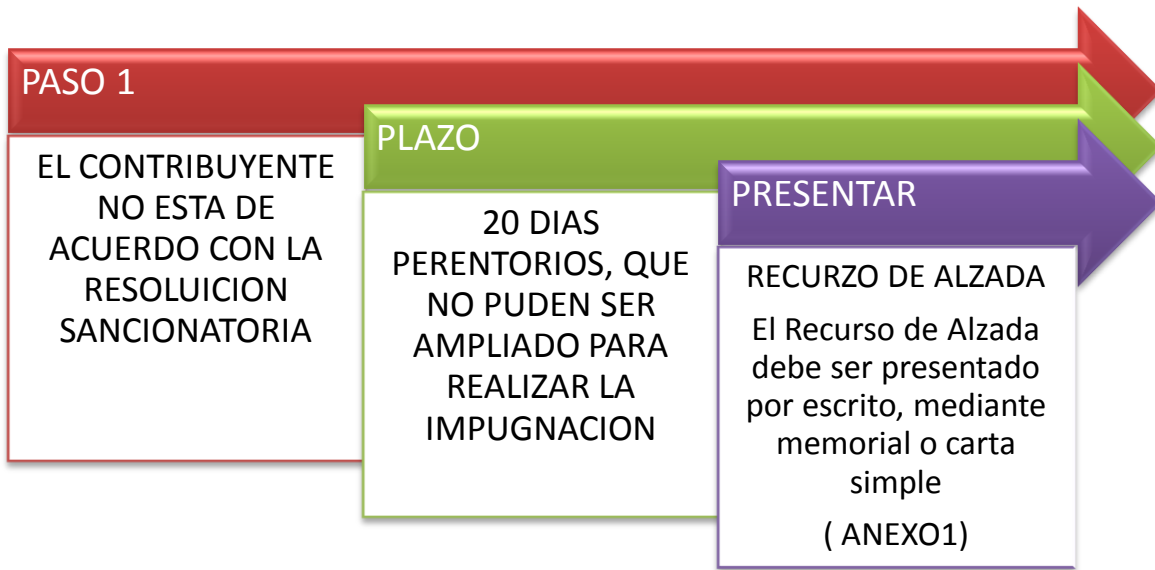 PASO 1
EL CONTRIBUYENTE
NO ESTA DE
ACUERDO CON LA
RESOLUICION
SANCIONATORIA
PLAZO
20 DIAS
PERENTORIOS, QUE
NO PUDEN SER
AMPLIADO PARA
REALIZAR LA
IMPUGNACION
PRESENTAR
RECURZO DE ALZADA
El Recurso de Alzada
debe ser presentado
por escrito, mediante
memorial o carta
simple
( ANEXO1)